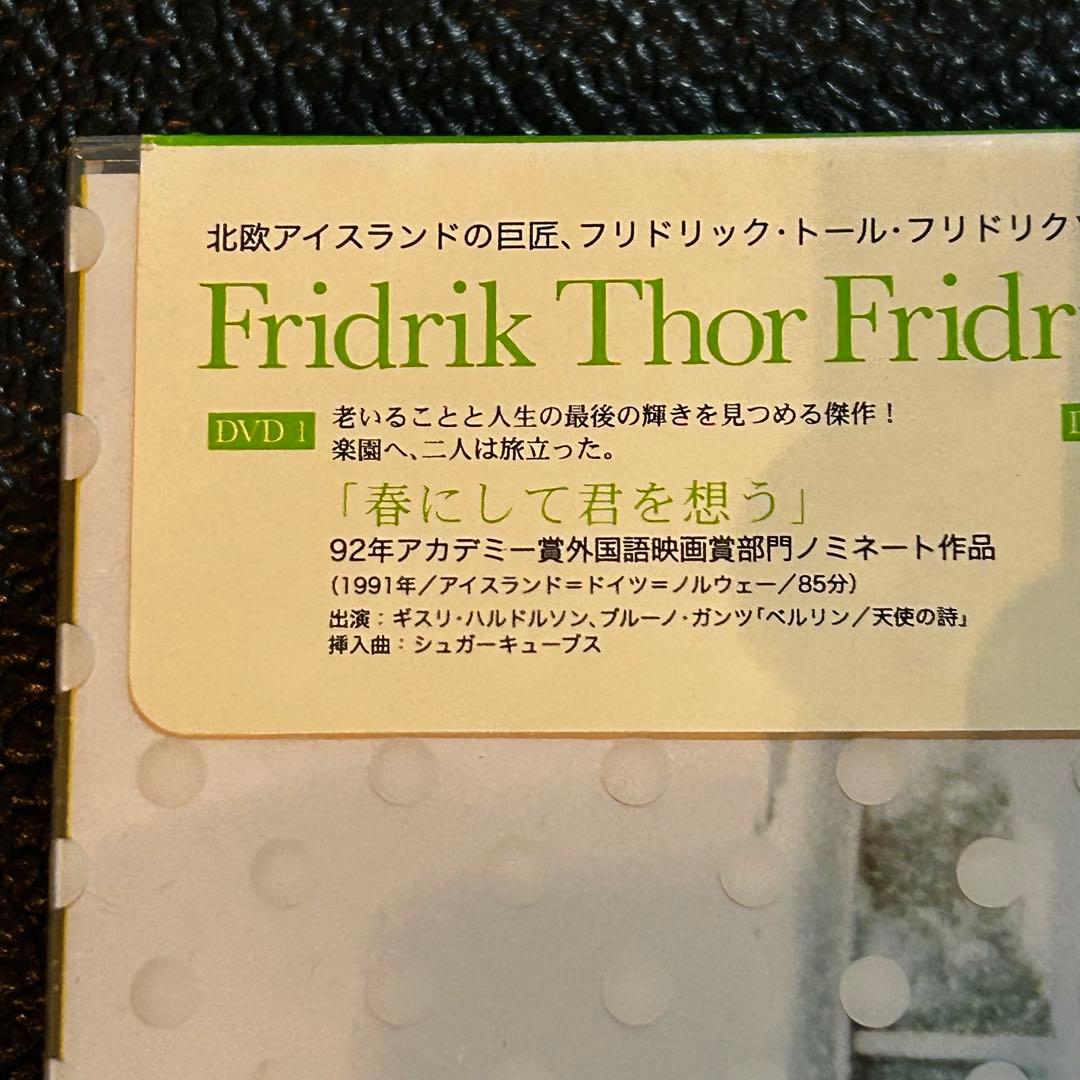 北欧アイスランドの巨匠、フリドリック・トール・フリドリク
Fridrik Thor Fridr
DVD 1
老いることと人生の最後の輝きを見つめる傑作！
楽園へ、二人は旅立った。
「春にして君を想う」
92年アカデミー賞外国語映画賞部門ノミネート作品
（1991年／アイスランド＝ドイツ＝ノルウェー／85分）
出演：ギスリ・ハルドルソン、ブルーノ・ガンツ「ベルリン／天使の詩」
挿入曲：シュガーキューブス